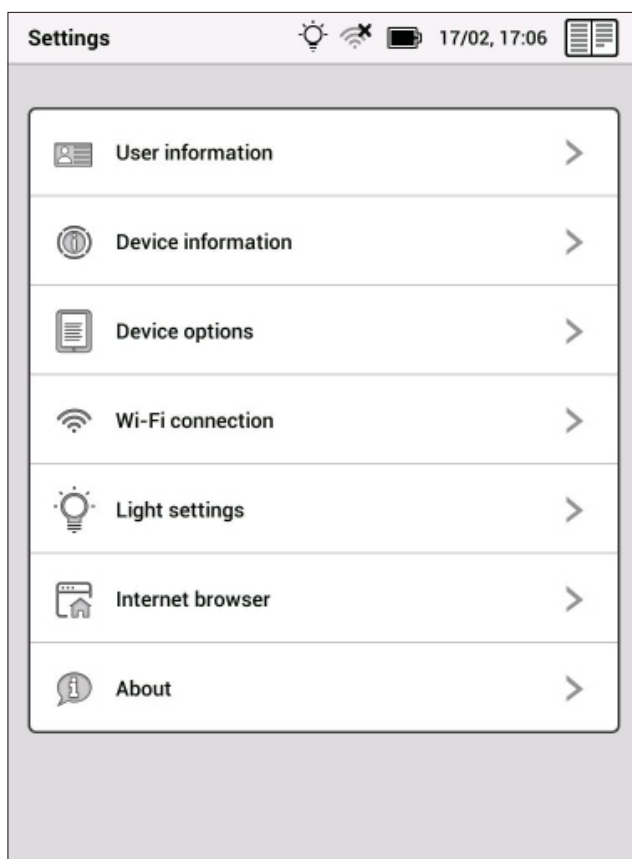 Settings 17/02, 17:06
User information
Device information
Device options
Wi-Fi connection
Light settings
Internet browser
About